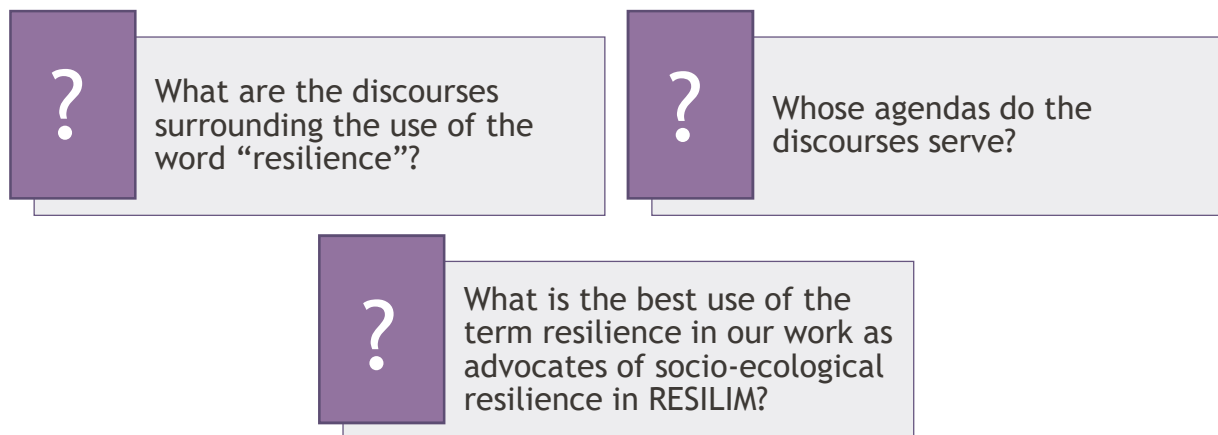 ?
What are the discourses
surrounding the use of the
word “resilience”?
?
Whose agendas do the
discourses serve?
?
What is the best use of the
term resilience in our work as
advocates of socio-ecological
resilience in RESILIM?